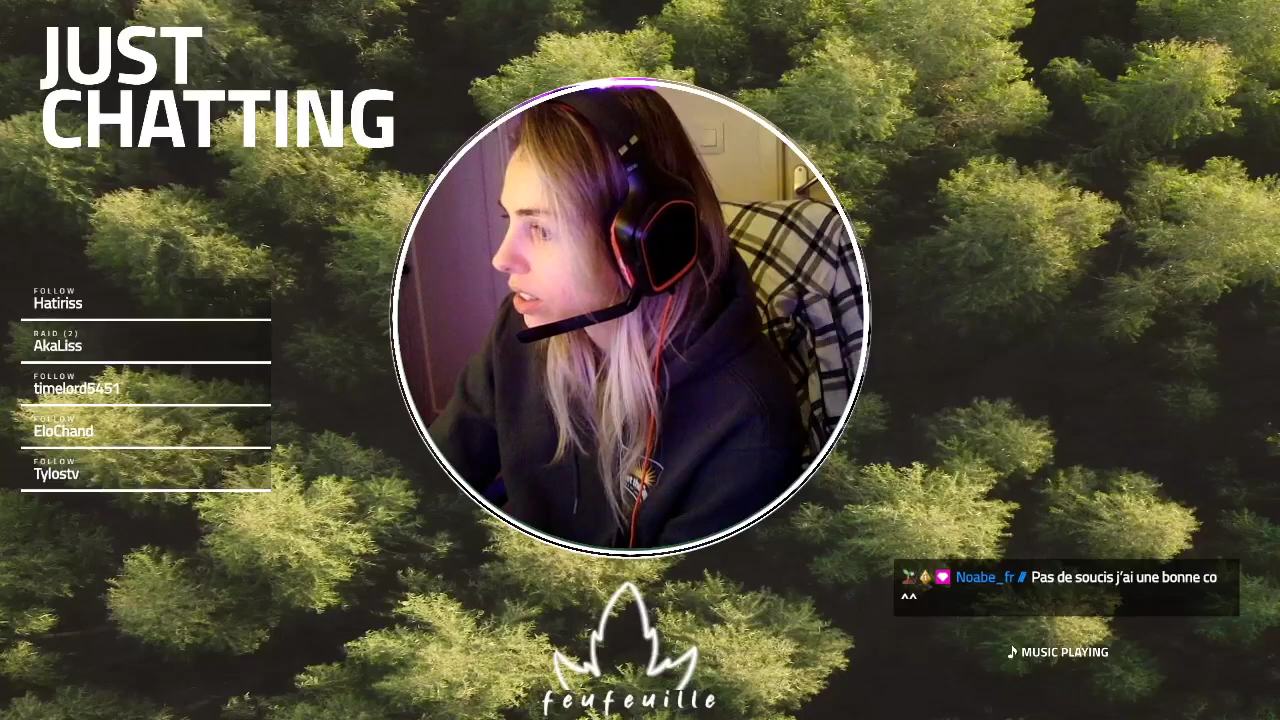 JUST
CHATTING
FOLLOW
Hatiriss
RAID (2)
AkaLiss
FOLLOW
timelord5451
FOLLOW
EloChand
FOLLOW
Tylostv
Noabe_fr // Pas de soucis j'ai une bonne co
^^
♪ MUSIC PLAYING
feufeuille